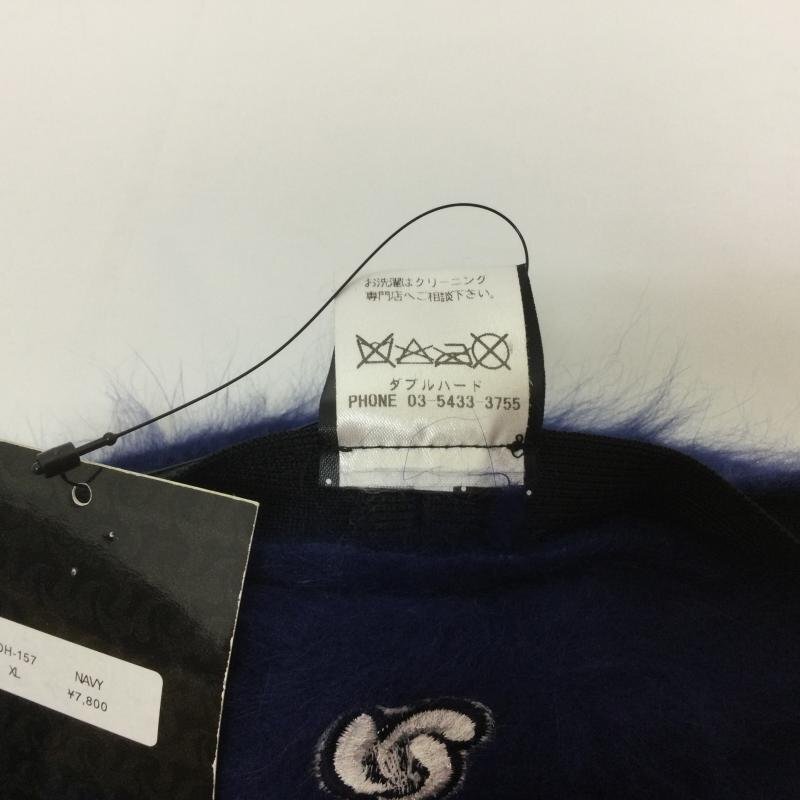 お洗濯はクリーニング
専門店へご相談下さい。
ダブルハード
PHONE 03-5433-3755
DH-157
XL
NAVY
¥7,800